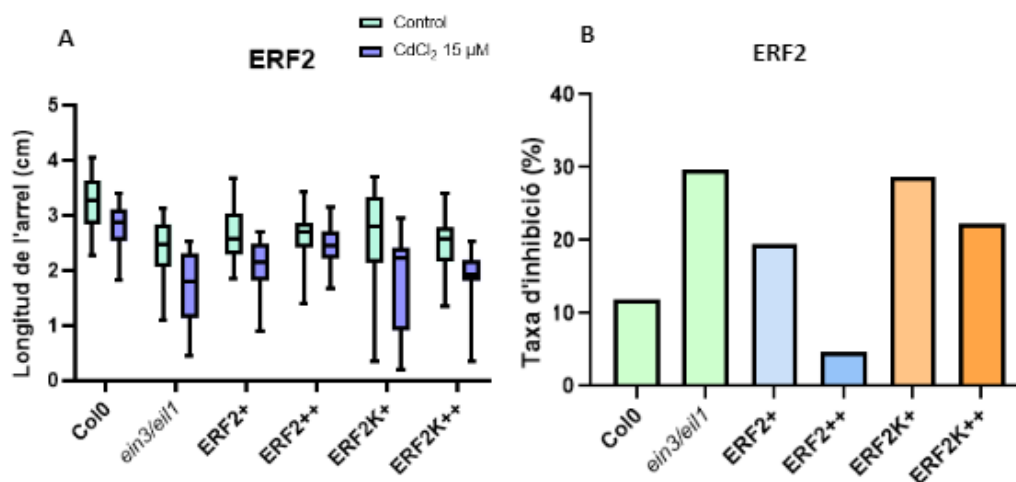 A
Control
CdCl₂ 15 µM
ERF2
Longitud de l'arrel (cm)
5
4
3
2
1
0
Col0
ein3/eil1
ERF2+
ERF2++
ERF2K+
ERF2K++
B
ERF2
Taxa d'inhibició (%)
40
30
20
10
0
Col0
ein3/eil1
ERF2+
ERF2++
ERF2K+
ERF2K++